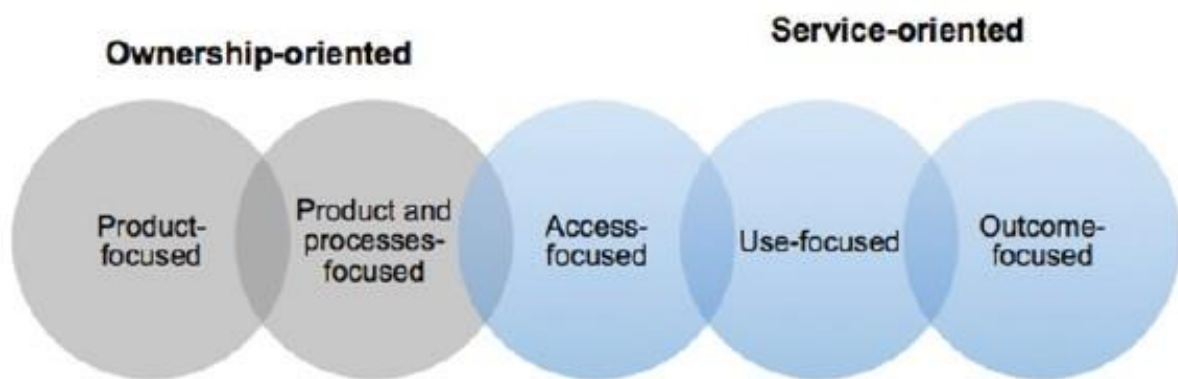 Ownership-oriented
Service-oriented
Product-
focused
Product and
processes-
focused
Access-
focused
Use-focused
Outcome-
focused